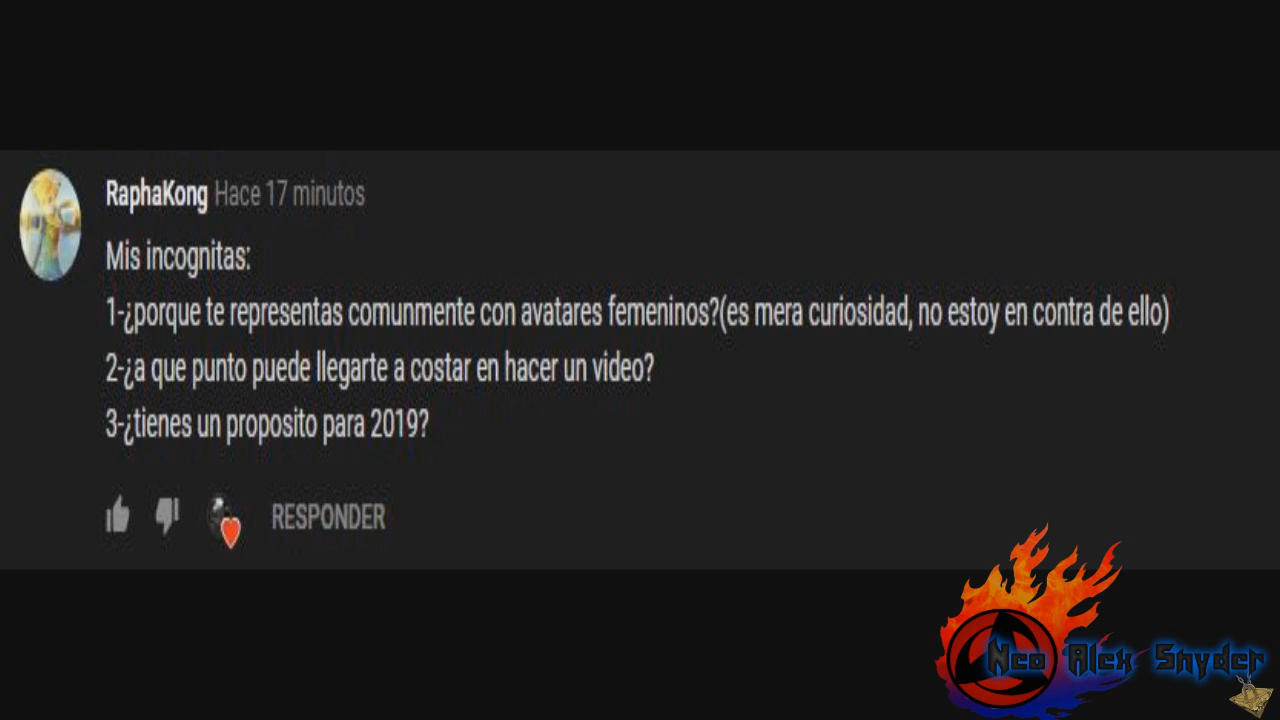 RaphaKong Hace 17 minutos
Mis incognitas:
1-¿porque te representas comunmente con avatares femeninos?(es mera curiosidad, no estoy en contra de ello)
2-¿a que punto puede llegarte a costar en hacer un video?
3-¿tienes un proposito para 2019?
RESPONDER
Neo Alex Snyder